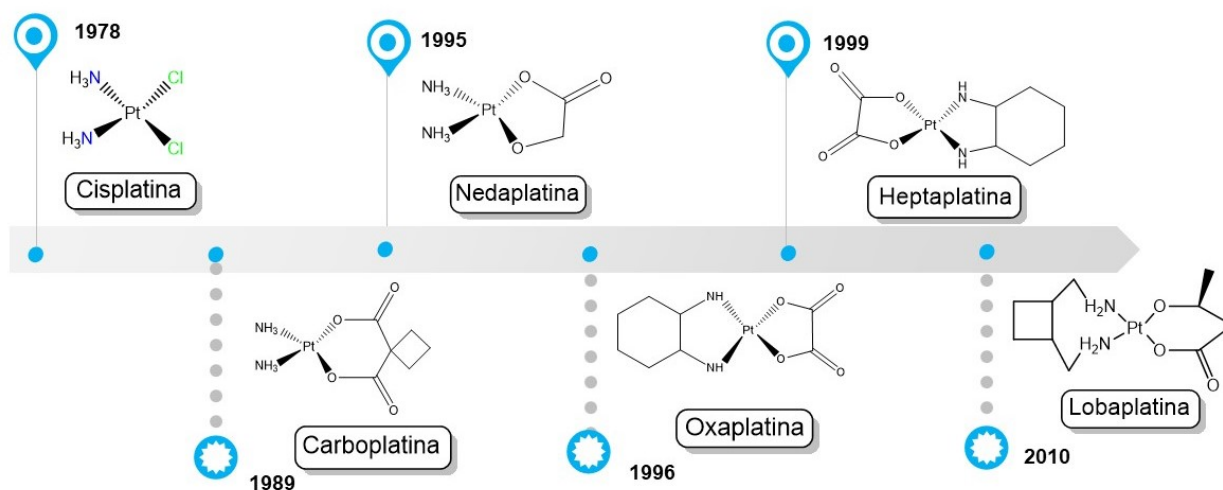 1978
H₃N
Cl
Pt
H₃N
Cl
Cisplatina
1995
O
O
NH₃
Pt
NH₃
O
Nedaplatina
1999
O
O
H
N
Pt
O
O
N
H
Heptaplatina
O
NH₃
O
Pt
NH₃
O
O
Carboplatina
1989
NH
O
O
Pt
NH
O
O
Oxaplatina
1996
H₂N
O
Pt
H₂N
O
O
Lobaplatina
2010